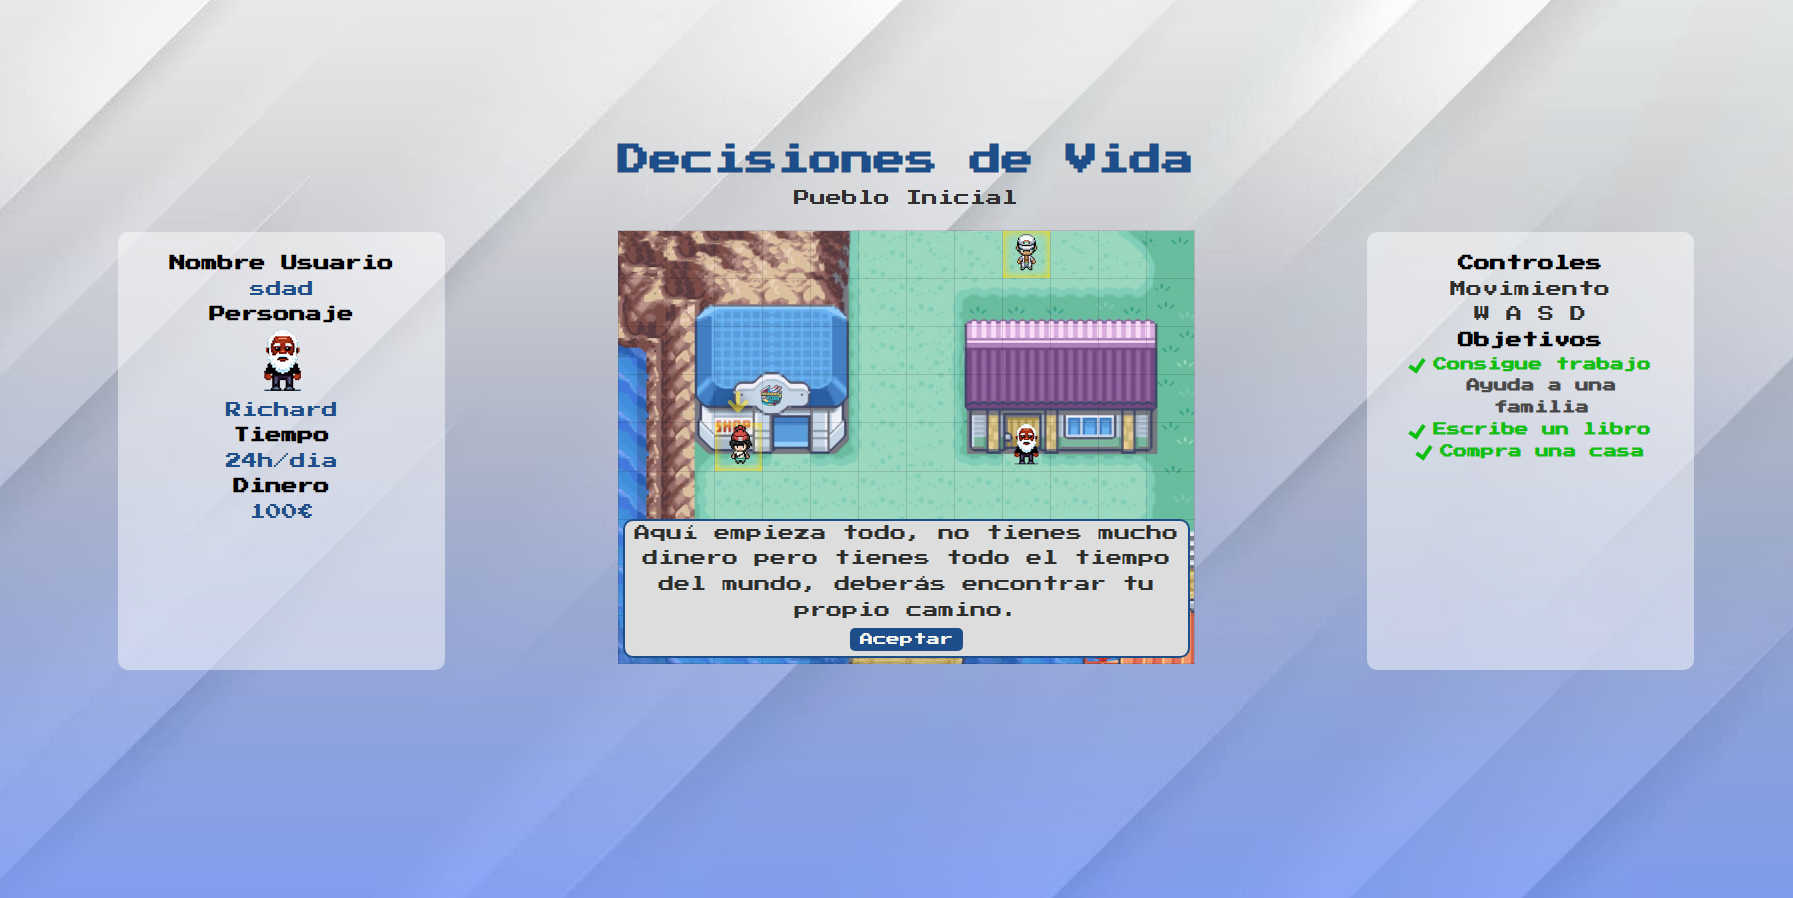 Decisiones de Vida
Pueblo Inicial
Nombre Usuario
sdad
Personaje
Richard
Tiempo
24h/dia
Dinero
100€
SHOP
Aquí empieza todo, no tienes mucho
dinero pero tienes todo el tiempo
del mundo, deberás encontrar tu
propio camino.
Aceptar
Controles
Movimiento
W A S D
Objetivos
Consigue trabajo
Ayuda a una
familia
Escribe un libro
Compra una casa